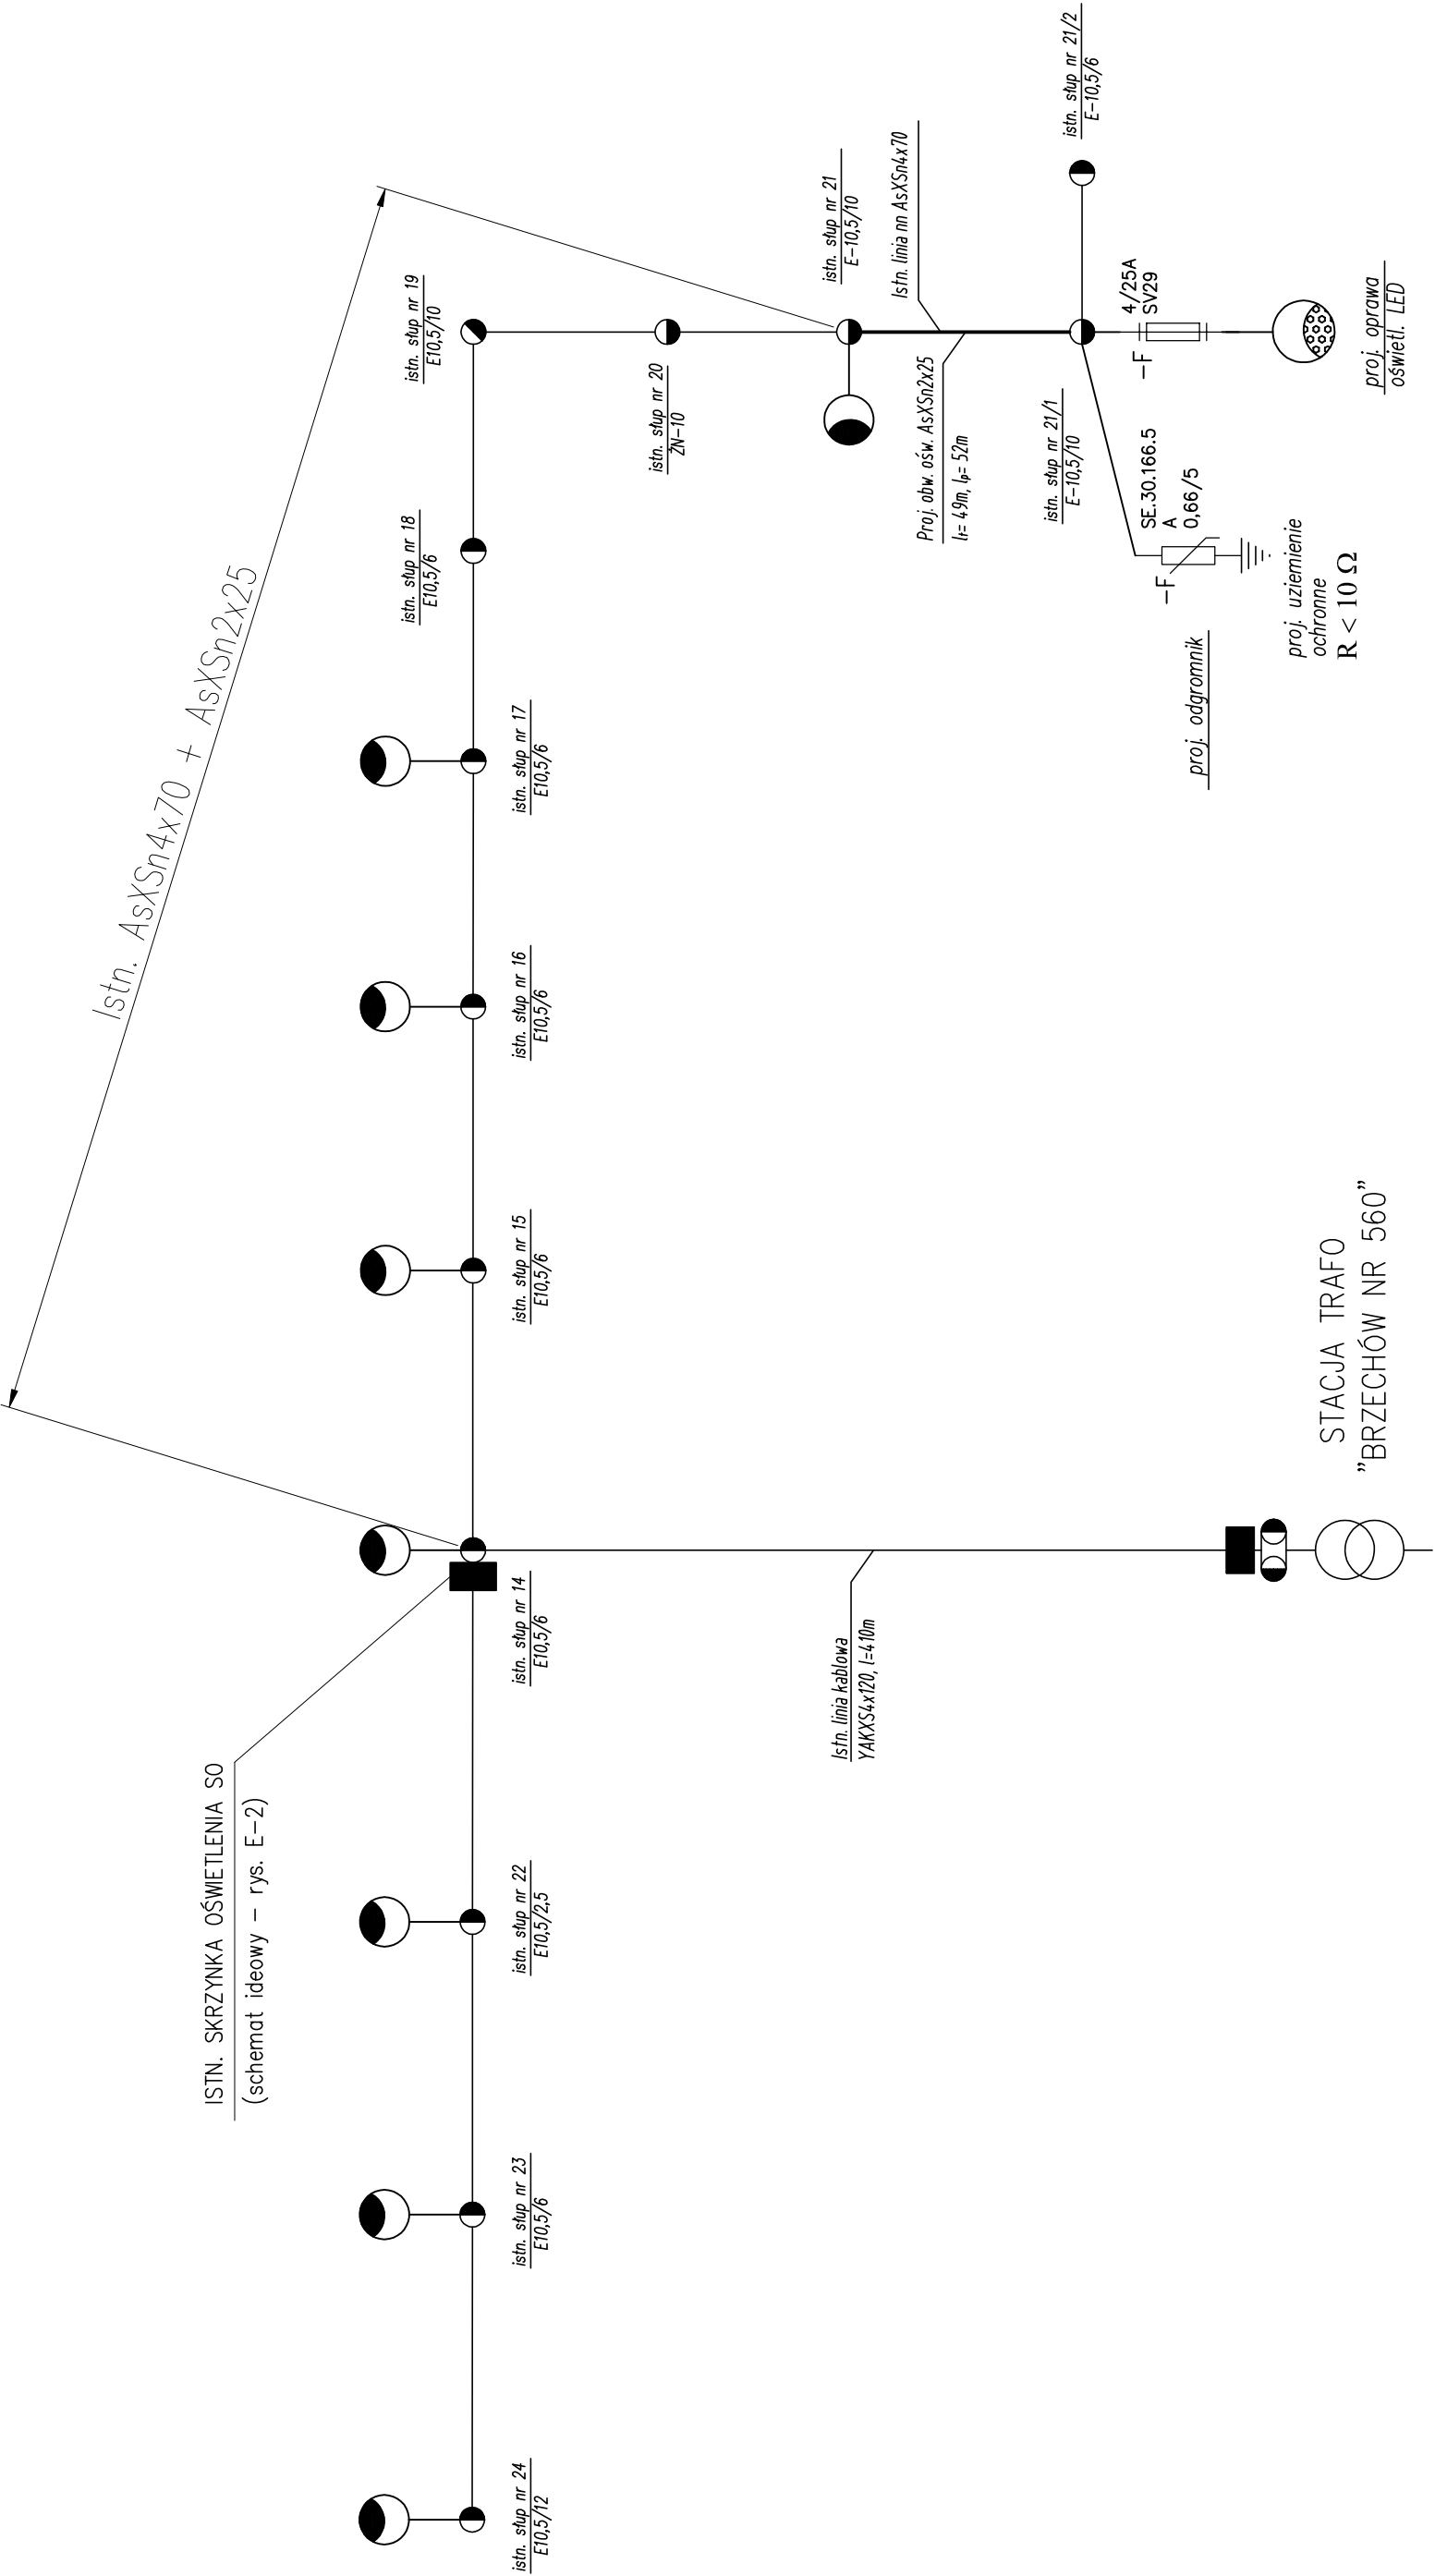 ISTN. SKRZYNKA OŚWIETLENIA SO
(schemat ideowy – rys. E–2)
Istn. AsXSn4x70 + AsXSn2x25
istn. słup nr 24
E10,5/12
istn. słup nr 23
E10,5/6
istn. słup nr 22
E10,5/2,5
istn. słup nr 14
E10,5/6
istn. słup nr 15
E10,5/6
istn. słup nr 16
E10,5/6
istn. słup nr 17
E10,5/6
istn. słup nr 18
E10,5/6
istn. słup nr 19
E10,5/10
istn. słup nr 20
ŻN–10
istn. słup nr 21
E–10,5/10
Istn. linia nn AsXSn4x70
Proj. obw. ośw. AsXSn2x25
lt= 49m, lp= 52m
istn. słup nr 21/1
E–10,5/10
istn. słup nr 21/2
E–10,5/6
–F
4/25A
SV29
proj. oprawa
oświetl. LED
–F
SE.30.166.5
A
0,66/5
proj. odgromnik
proj. uziemienie
ochronne
R < 10 Ω
Istn. linia kablowa
YAKXS4x120, l=410m
STACJA TRAFO
"BRZECHÓW NR 560"